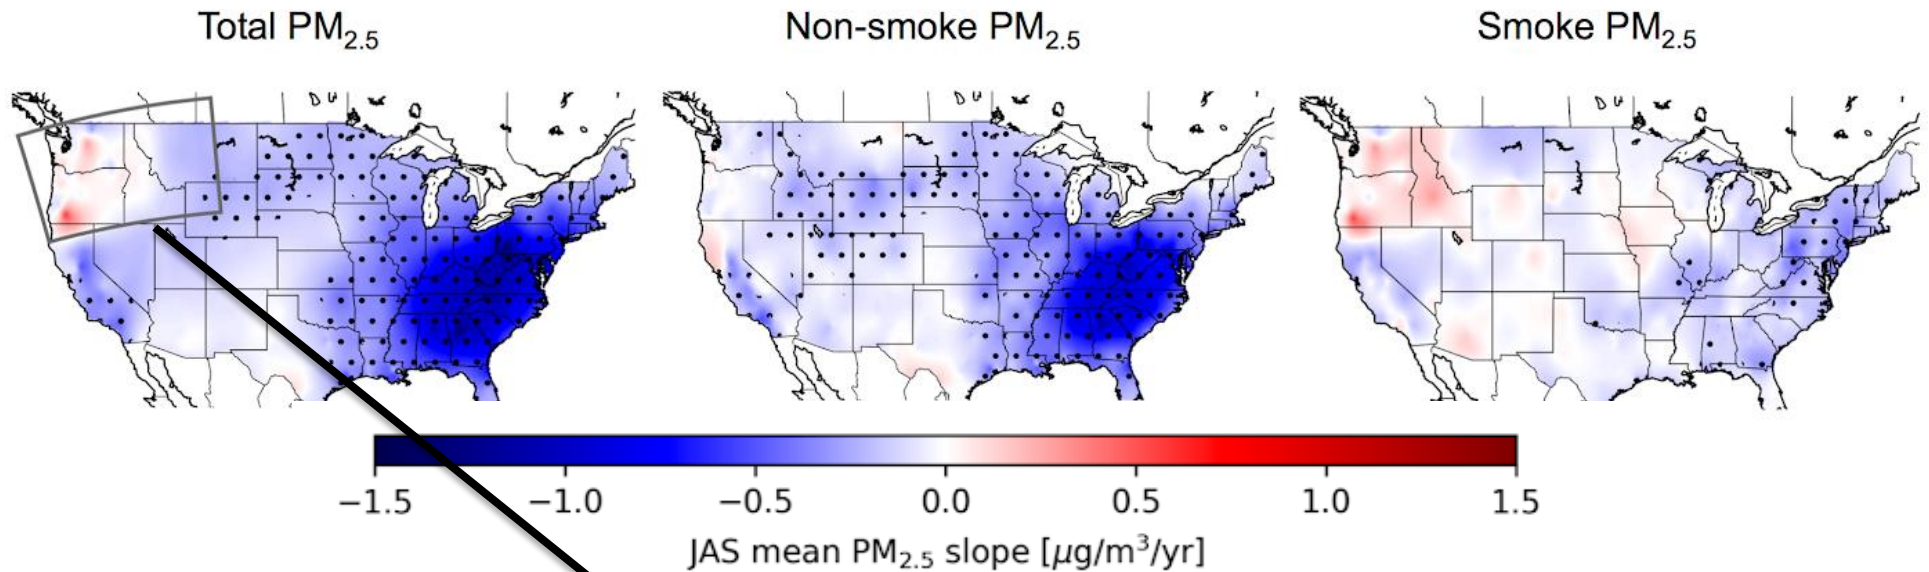 Total PM2.5
Non-smoke PM2.5
Smoke PM2.5
−1.5 −1.0 −0.5 0.0 0.5 1.0 1.5
JAS mean PM2.5 slope [μg/m³/yr]